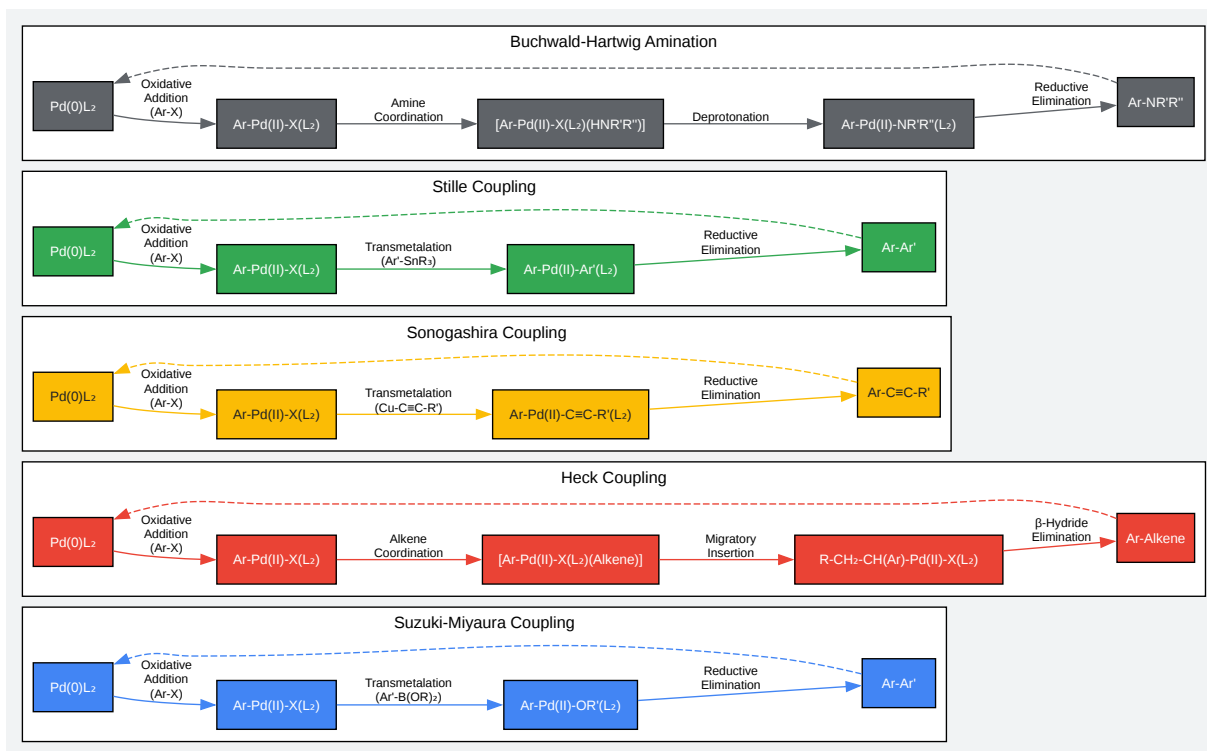 Buchwald-Hartwig Amination
Pd(0)L₂
Oxidative
Addition
(Ar-X)
Ar-Pd(II)-X(L₂)
Amine
Coordination
[Ar-Pd(II)-X(L₂)(HNR'R")]
Deprotonation
Ar-Pd(II)-NR'R"(L₂)
Reductive
Elimination
Ar-NR'R"
Stille Coupling
Pd(0)L₂
Oxidative
Addition
(Ar-X)
Ar-Pd(II)-X(L₂)
Transmetalation
(Ar'-SnR₃)
Ar-Pd(II)-Ar'(L₂)
Reductive
Elimination
Ar-Ar'
Sonogashira Coupling
Pd(0)L₂
Oxidative
Addition
(Ar-X)
Ar-Pd(II)-X(L₂)
Transmetalation
(Cu-C≡C-R')
Ar-Pd(II)-C≡C-R'(L₂)
Reductive
Elimination
Ar-C≡C-R'
Heck Coupling
Pd(0)L₂
Oxidative
Addition
(Ar-X)
Ar-Pd(II)-X(L₂)
Alkene
Coordination
[Ar-Pd(II)-X(L₂)(Alkene)]
Migratory
Insertion
R-CH₂-CH(Ar)-Pd(II)-X(L₂)
β-Hydride
Elimination
Ar-Alkene
Suzuki-Miyaura Coupling
Pd(0)L₂
Oxidative
Addition
(Ar-X)
Ar-Pd(II)-X(L₂)
Transmetalation
(Ar'-B(OR)₂)
Ar-Pd(II)-OR'(L₂)
Reductive
Elimination
Ar-Ar'